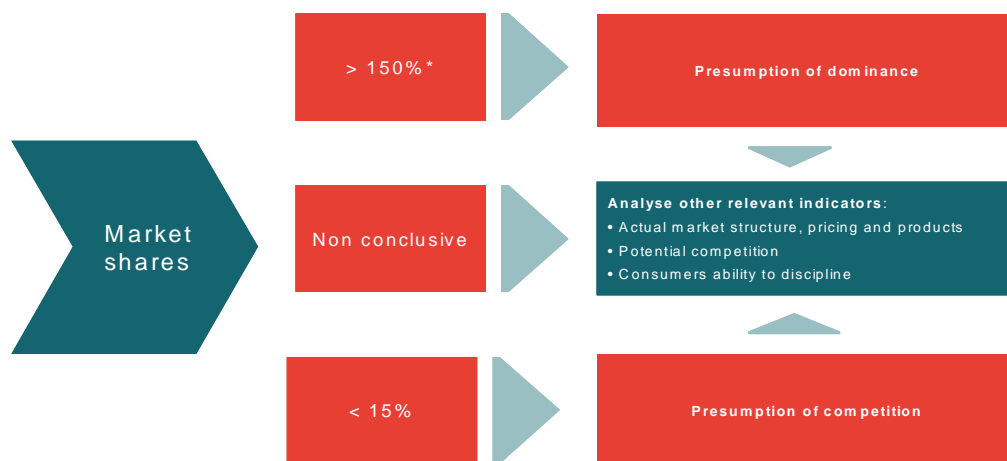 Market
shares
> 150%*
Presumption of dominance
Non conclusive
Analyse other relevant indicators:
• Actual market structure, pricing and products
• Potential competition
• Consumers ability to discipline
< 15%
Presumption of competition